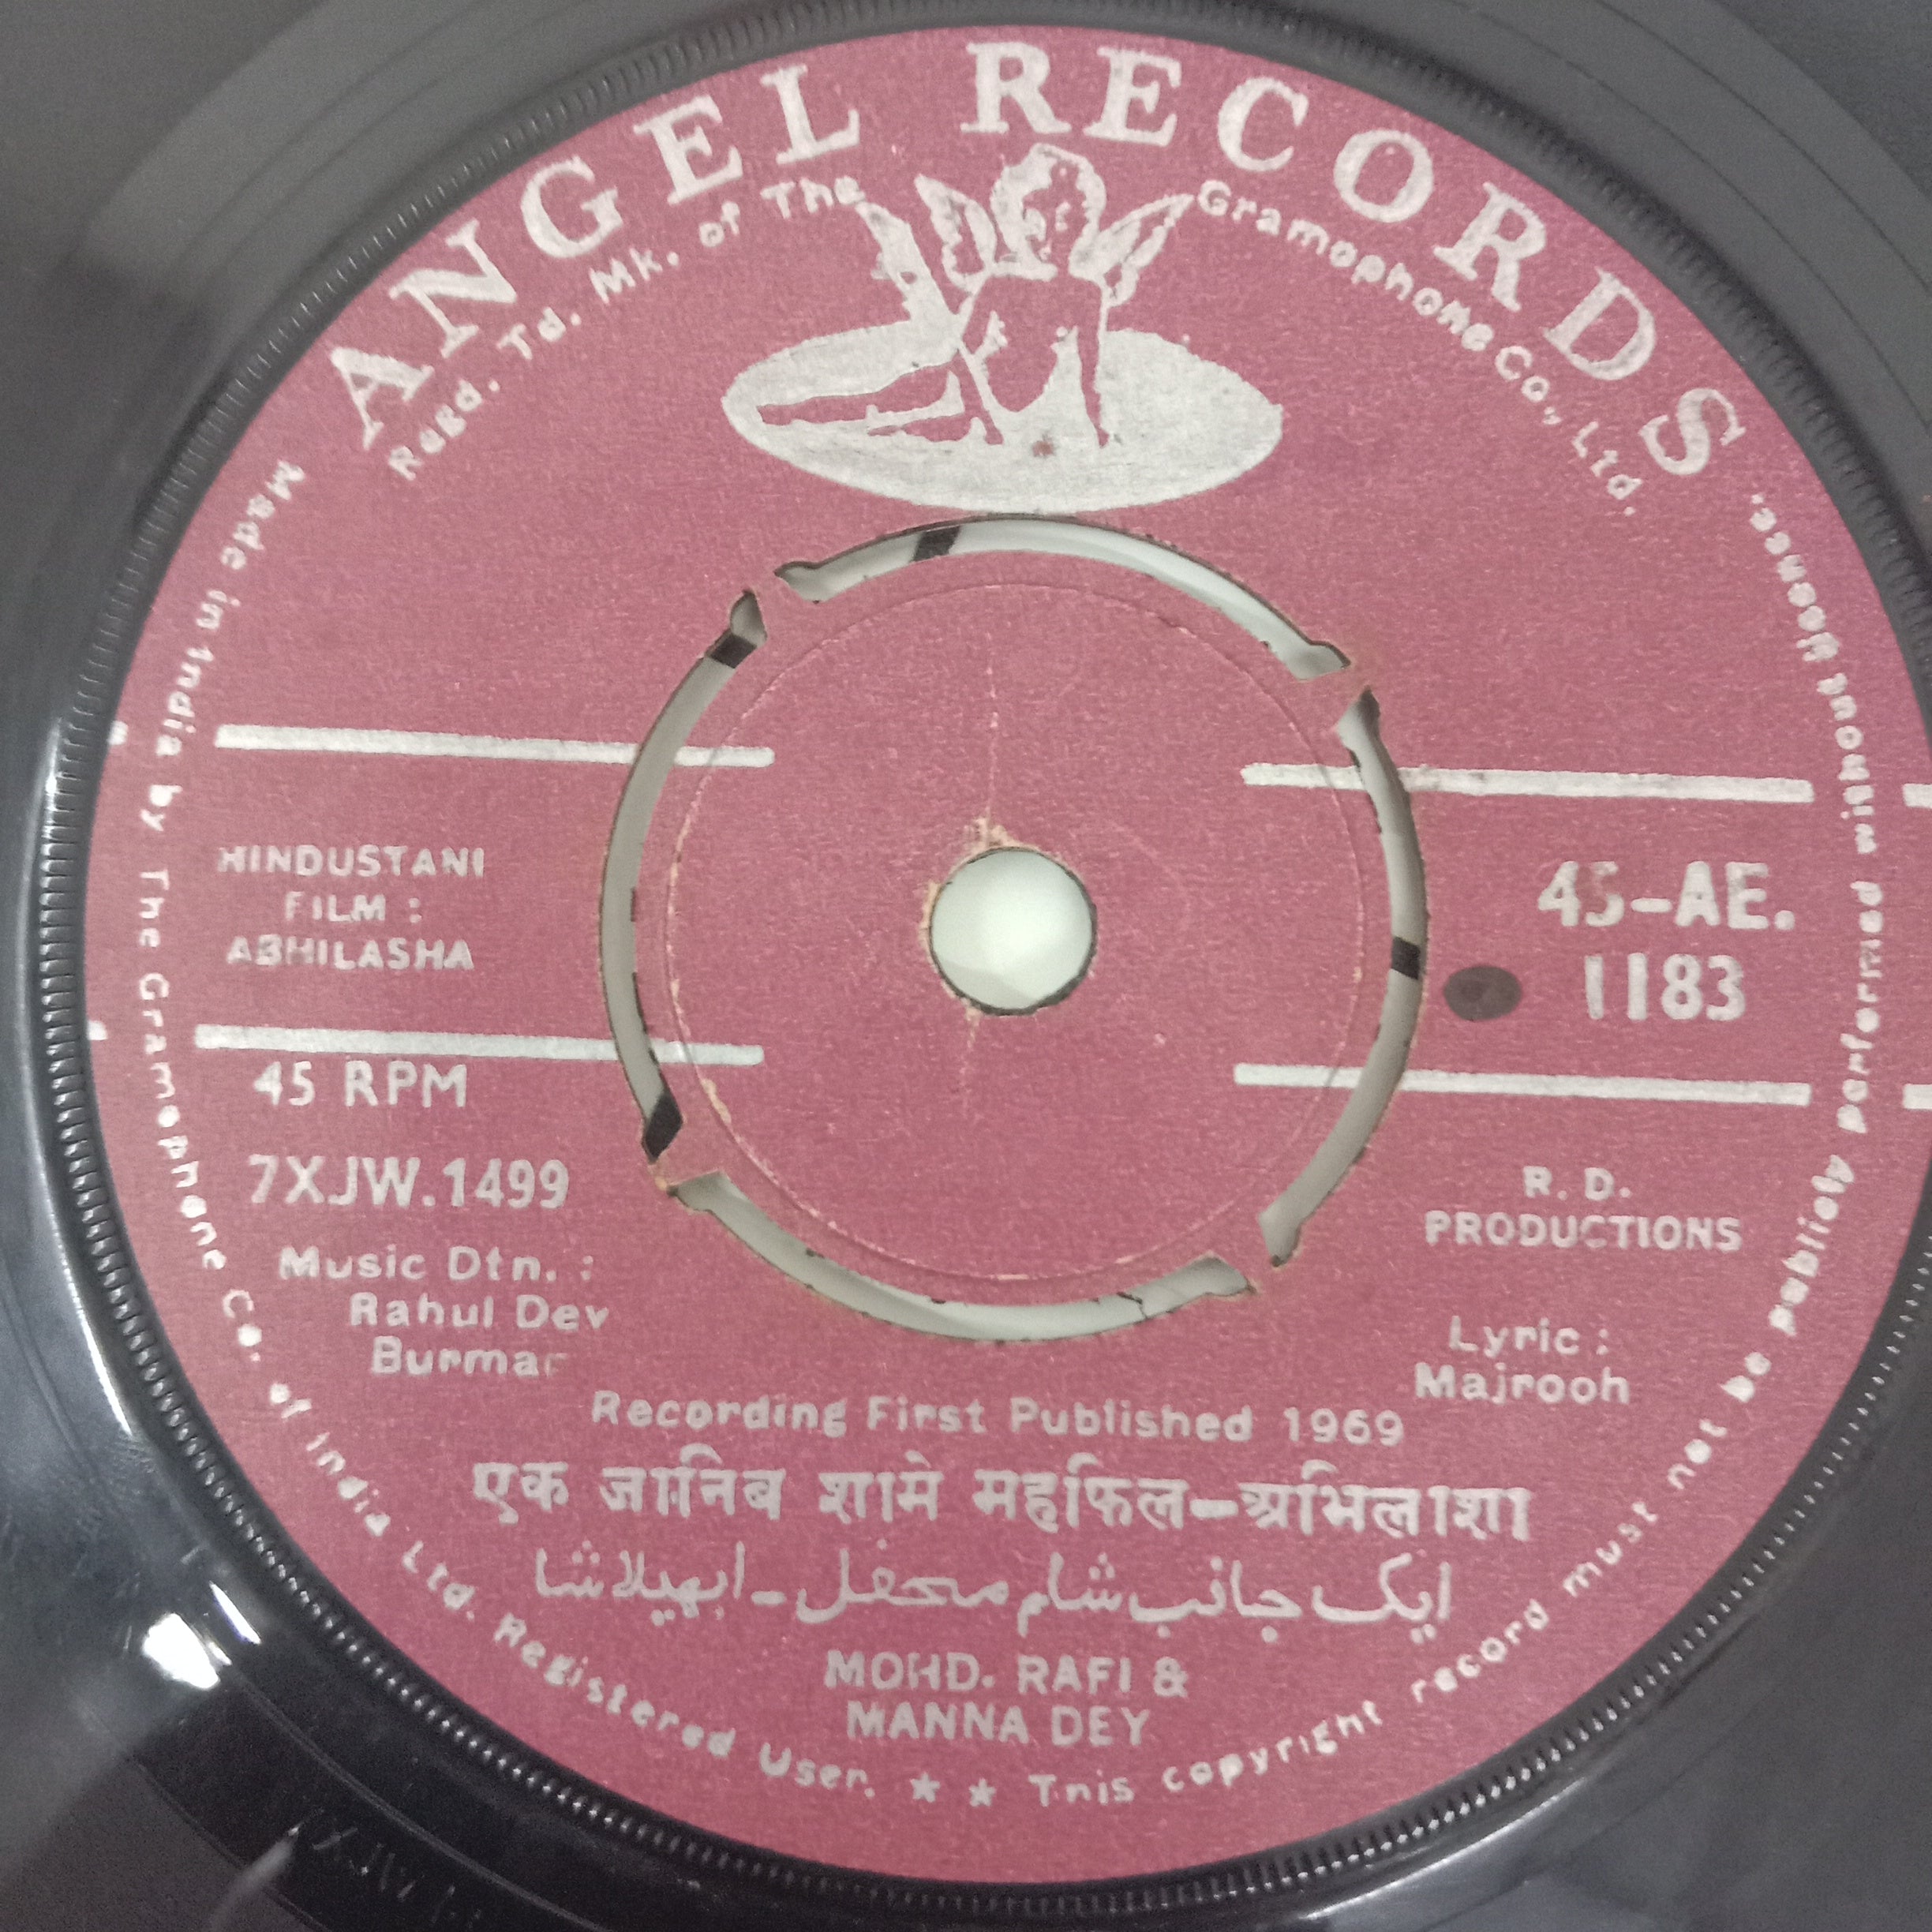 ANGEL RECORDS
Regd. Td. Mk. of The Gramophone Co., Ltd.
HINDUSTANI
FILM :
ABHILASHA
45-AE.
1183
45 RPM
7XJW.1499
R. D.
PRODUCTIONS
Music Dtn. :
Rahul Dev
Burman
Lyric :
Majrooh
Recording First Published 1969
एक जानिब शामे महफिल-अभिलाशा
ایک جانب شام محفل - ابھیلاشا
MOHD. RAFI &
MANNA DEY
Made in India by The Gramophone Co. of India Ltd. Registered User. ★ ★ This copyright record must not be publicly performed without licence.